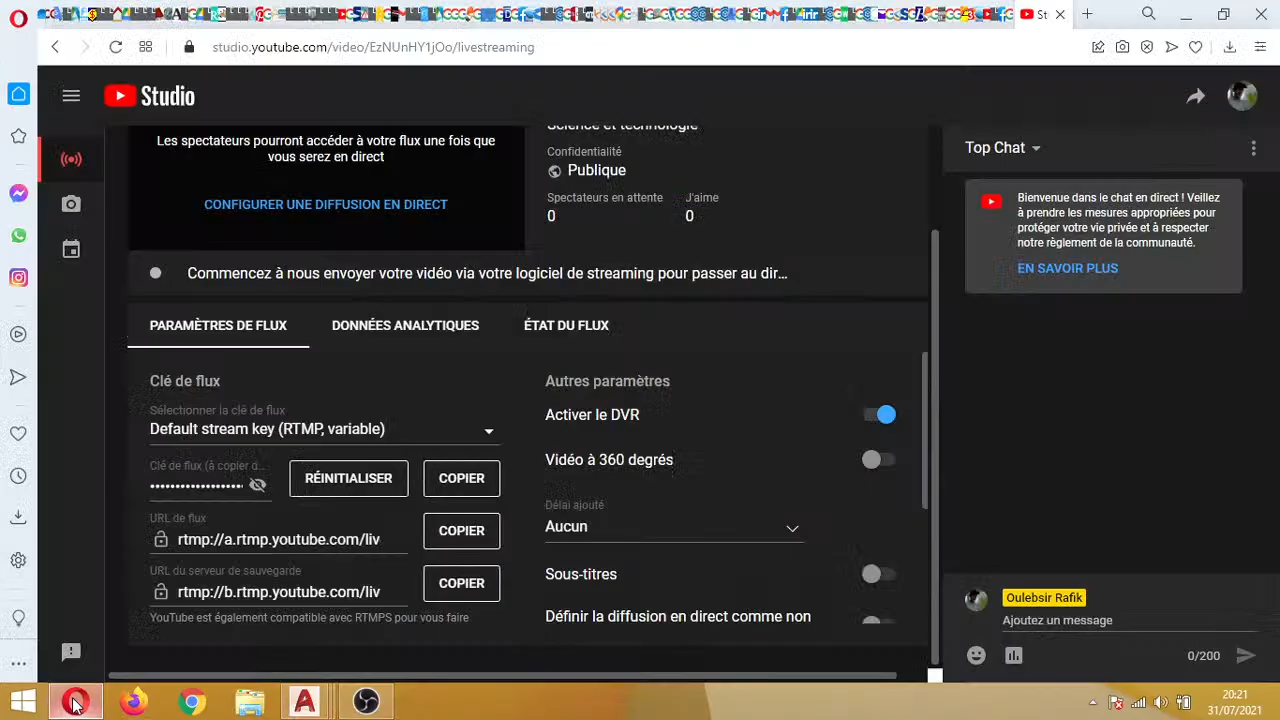 St
studio.youtube.com/video/EzNUnHY1jOo/livestreaming
Studio
Les spectateurs pourront accéder à votre flux une fois que
vous serez en direct
CONFIGURER UNE DIFFUSION EN DIRECT
Science et technologie
Confidentialité
Publique
Spectateurs en attente J'aime
0 0
Commencez à nous envoyer votre vidéo via votre logiciel de streaming pour passer au dir...
PARAMÈTRES DE FLUX DONNÉES ANALYTIQUES ÉTAT DU FLUX
Clé de flux
Sélectionner la clé de flux
Default stream key (RTMP, variable)
Clé de flux (à copier d...
RÉINITIALISER COPIER
URL de flux
rtmp://a.rtmp.youtube.com/liv
COPIER
URL du serveur de sauvegarde
rtmp://b.rtmp.youtube.com/liv
COPIER
YouTube est également compatible avec RTMPS pour vous faire
Autres paramètres
Activer le DVR
Vidéo à 360 degrés
Délai ajouté
Aucun
Sous-titres
Définir la diffusion en direct comme non
Top Chat
Bienvenue dans le chat en direct ! Veillez
à prendre les mesures appropriées pour
protéger votre vie privée et à respecter
notre règlement de la communauté.
EN SAVOIR PLUS
Oulebsir Rafik
Ajoutez un message
0/200
20:21
31/07/2021